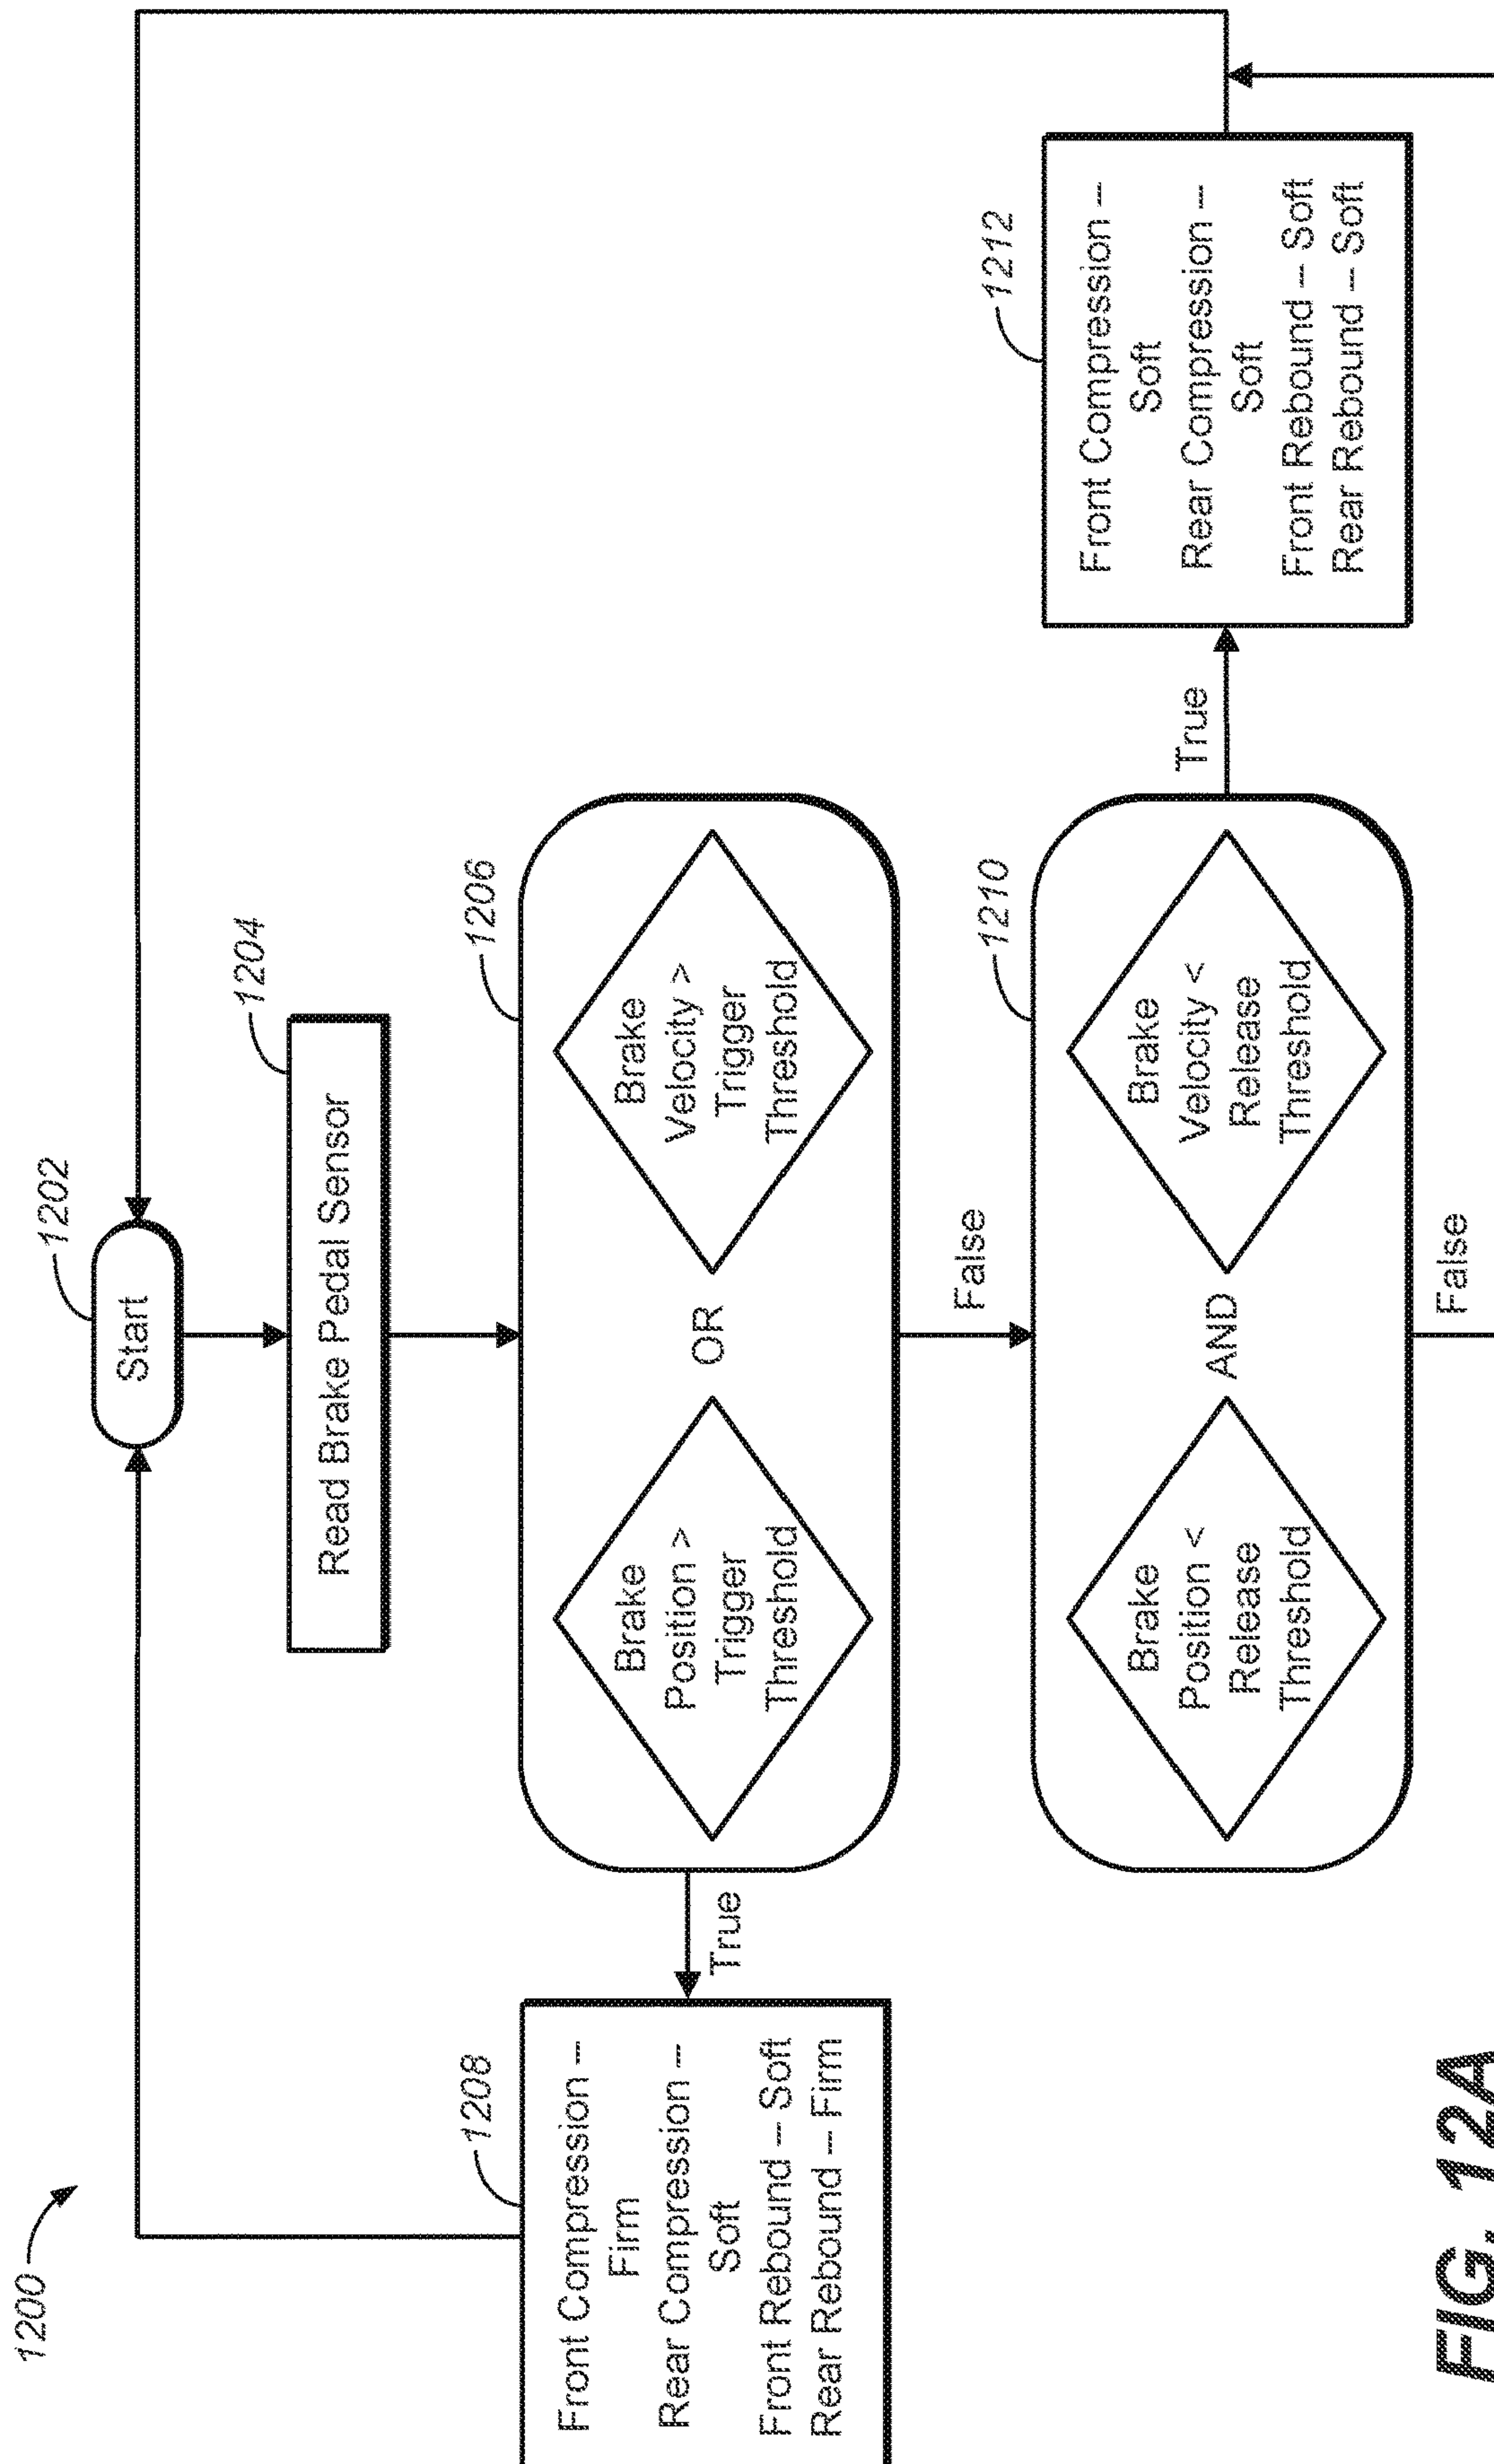 1200
1202
Start
1204
Read Brake Pedal Sensor
1206
Brake
Position >
Trigger
Threshold
OR
Brake
Velocity >
Trigger
Threshold
True
1208
Front Compression –
Firm
Rear Compression –
Soft
Front Rebound – Soft
Rear Rebound – Firm
False
1210
Brake
Position <
Release
Threshold
AND
Brake
Velocity <
Release
Threshold
True
1212
Front Compression –
Soft
Rear Compression –
Soft
Front Rebound – Soft
Rear Rebound – Soft
False
FIG. 12A